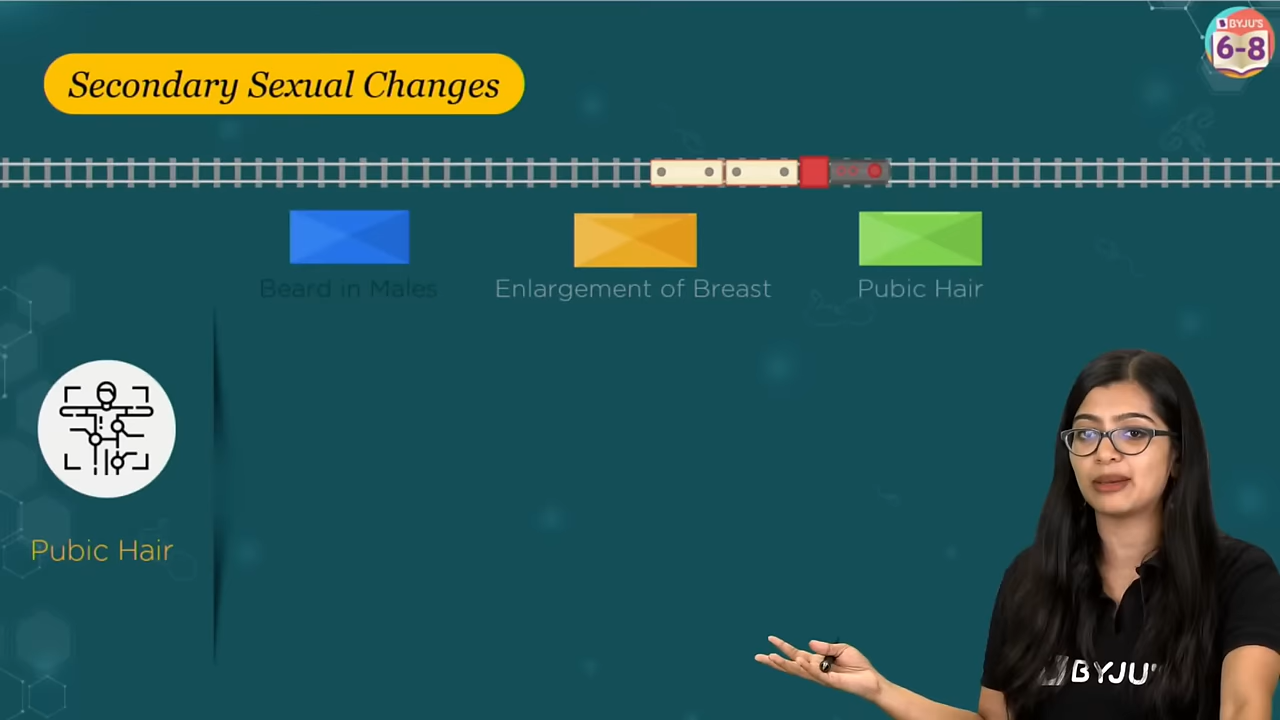 Secondary Sexual Changes
BYJU'S
6-8
Beard in Males
Enlargement of Breast
Pubic Hair
Pubic Hair
BYJU'S